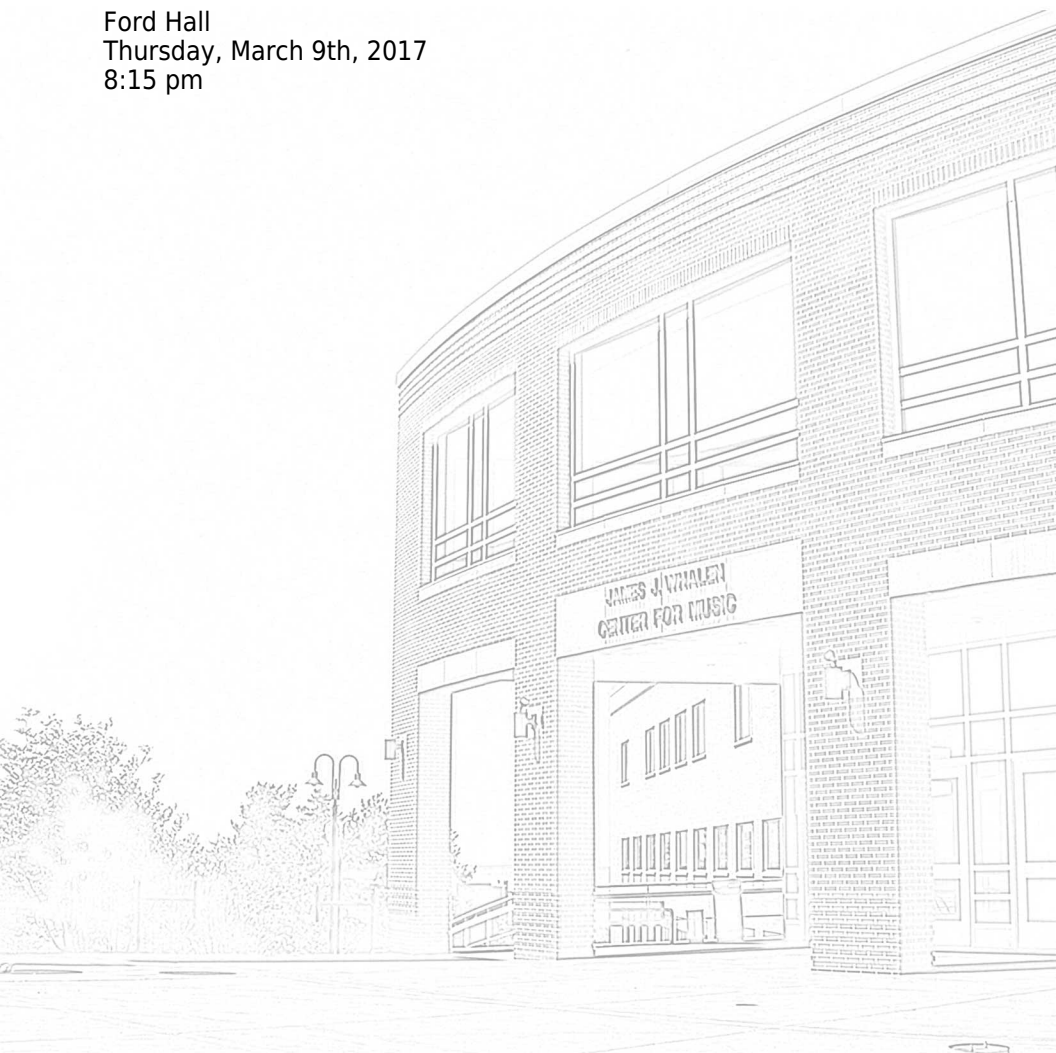 Ford Hall
Thursday, March 9th, 2017
8:15 pm
JAMES J. WHALEN
CENTER FOR MUSIC